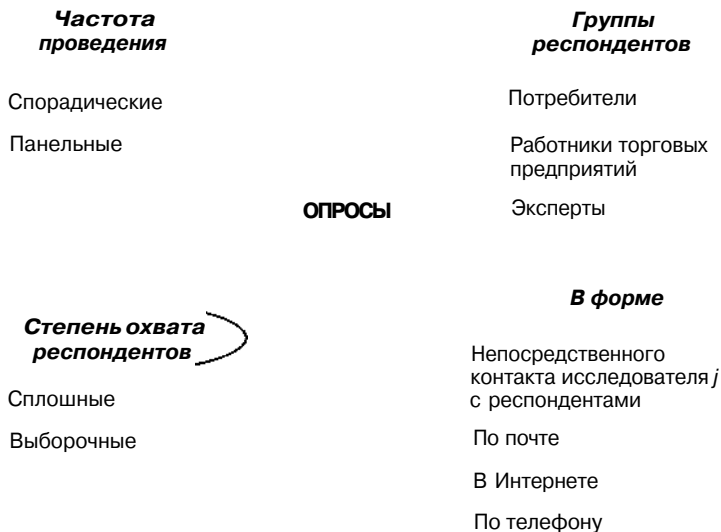 Частота
проведения
Спорадические
Панельные
Группы
респондентов
Потребители
Работники торговых
предприятий
Эксперты
ОПРОСЫ
Степень охвата
респондентов
Сплошные
Выборочные
В форме
Непосредственного
контакта исследователя j
с респондентами
По почте
В Интернете
По телефону